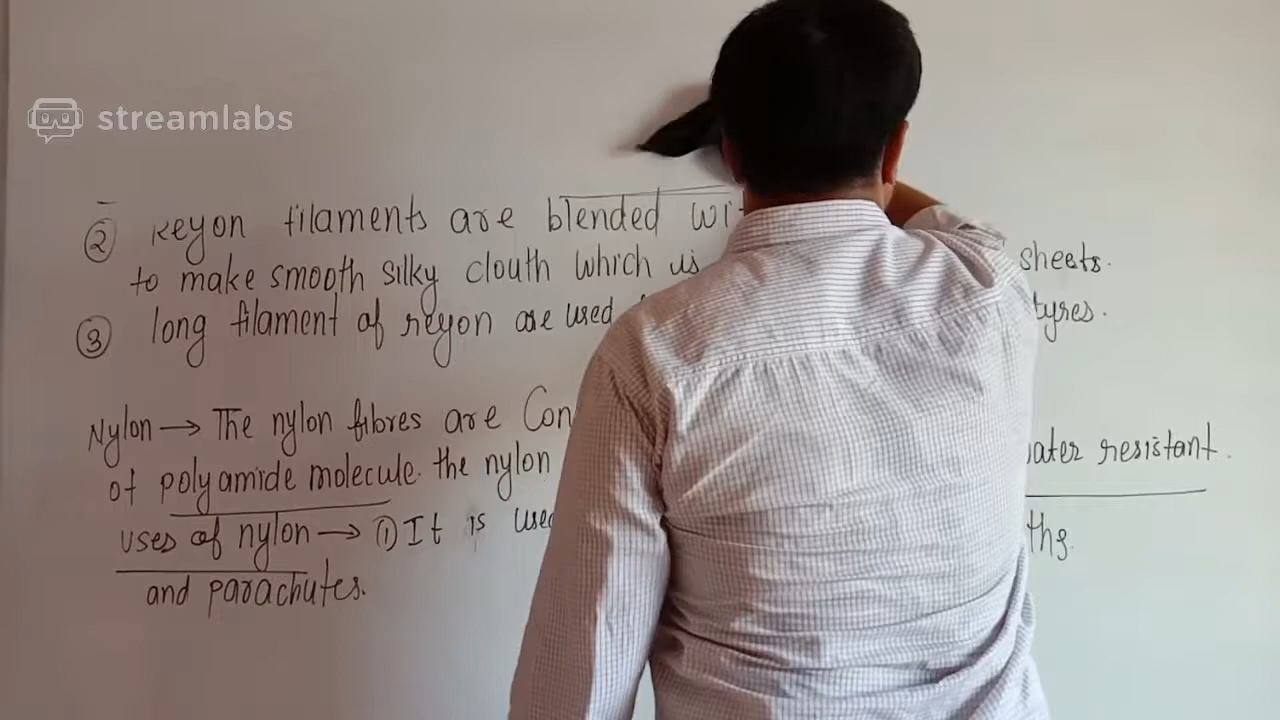 streamlabs
② Reyon filaments are blended wit
to make smooth silky clouth which is sheets.
③ long filament of reyon are used tyres.
Nylon → The nylon fibres are Con
of polyamide molecule. the nylon water resistant.
uses of nylon → ① It is used ths.
and parachutes.